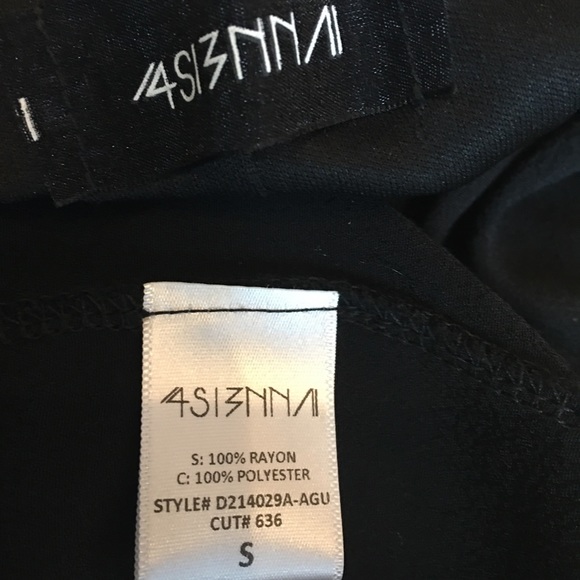 4SI3NNA
4SI3NNA
S: 100% RAYON
C: 100% POLYESTER
STYLE# D214029A-AGU
CUT# 636
S